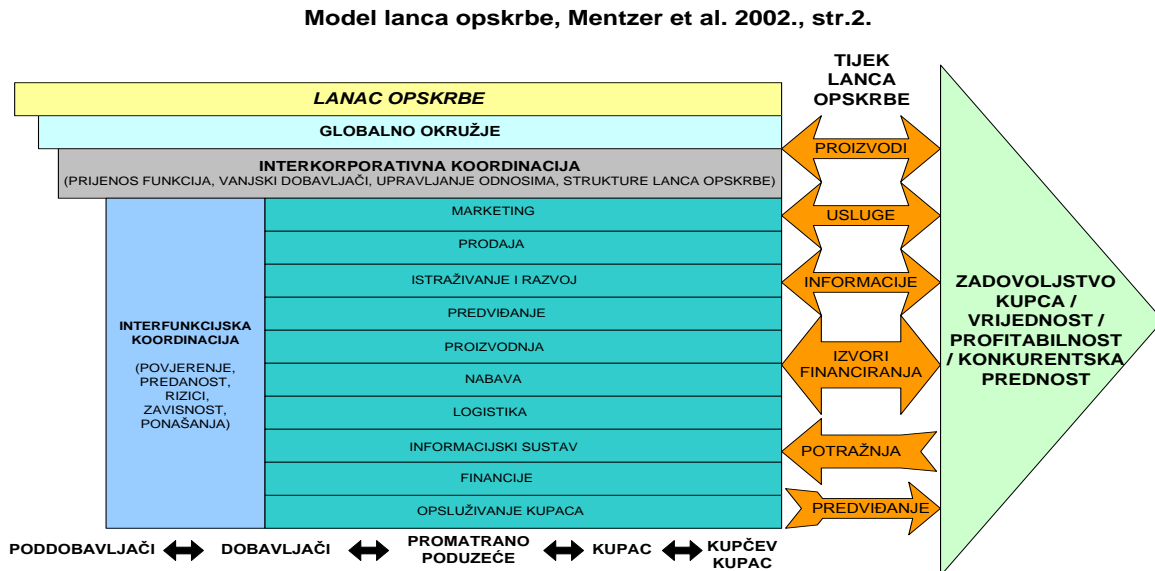 Model lanca opskrbe, Mentzer et al. 2002., str.2.
TIJEK
LANCA
OPSKRBE
LANAC OPSKRBE
GLOBALNO OKRUŽJE
INTERKORPORATIVNA KOORDINACIJA
(PRIJENOS FUNKCIJA, VANJSKI DOBAVLJAČI, UPRAVLJANJE ODNOSIMA, STRUKTURE LANCA OPSKRBE)
INTERFUNKCIJSKA
KOORDINACIJA
(POVJERENJE,
PREDANOST,
RIZICI,
ZAVISNOST,
PONAŠANJA)
MARKETING
PRODAJA
ISTRAŽIVANJE I RAZVOJ
PREDVIĐANJE
PROIZVODNJA
NABAVA
LOGISTIKA
INFORMACIJSKI SUSTAV
FINANCIJE
OPSLUŽIVANJE KUPACA
PROIZVODI
USLUGE
INFORMACIJE
IZVORI
FINANCIRANJA
POTRAŽNJA
PREDVIĐANJE
ZADOVOLJSTVO
KUPCA /
VRIJEDNOST /
PROFITABILNOST
/ KONKURENTSKA
PREDNOST
PODDOBAVLJAČI
DOBAVLJAČI
PROMATRANO
PODUZEĆE
KUPAC
KUPČEV
KUPAC